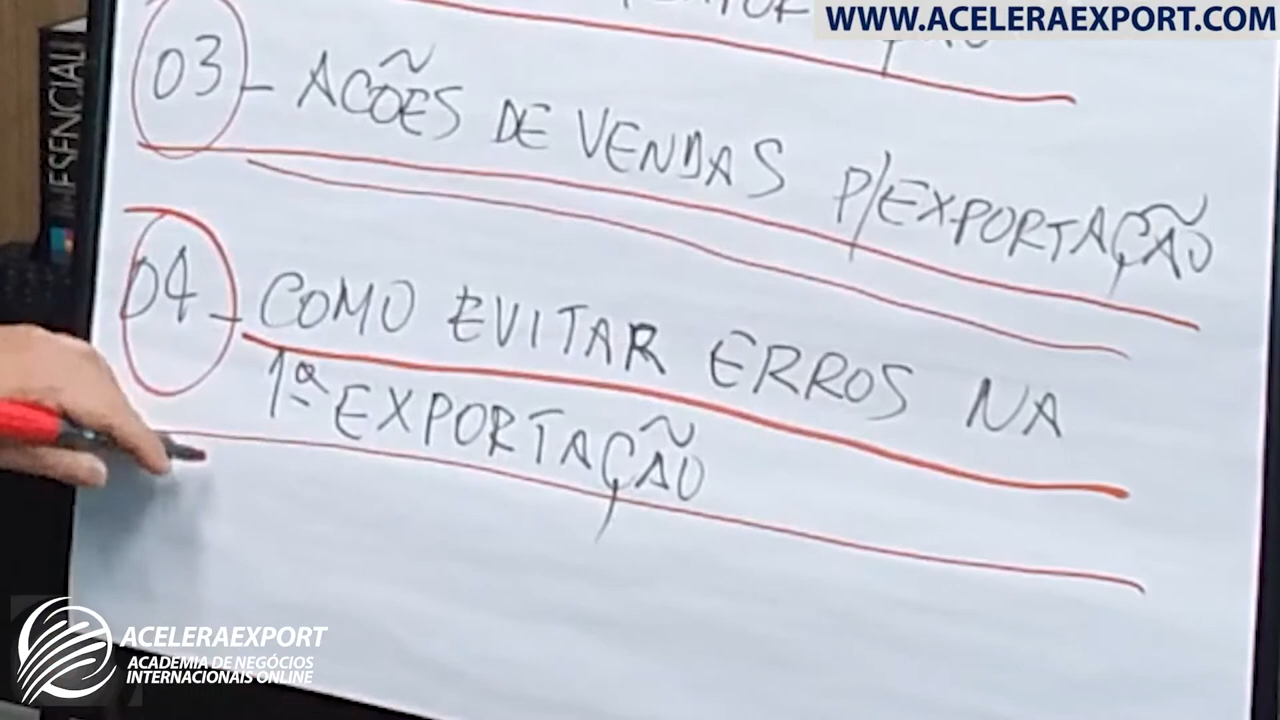 WWW.ACELERAEXPORT.COM
03 - ACÕES DE VENDAS P/EXPORTAÇÃO
04 - COMO EVITAR ERROS NA
1ª EXPORTAÇÃO
ACELERAEXPORT
ACADEMIA DE NEGÓCIOS
INTERNACIONAIS ONLINE